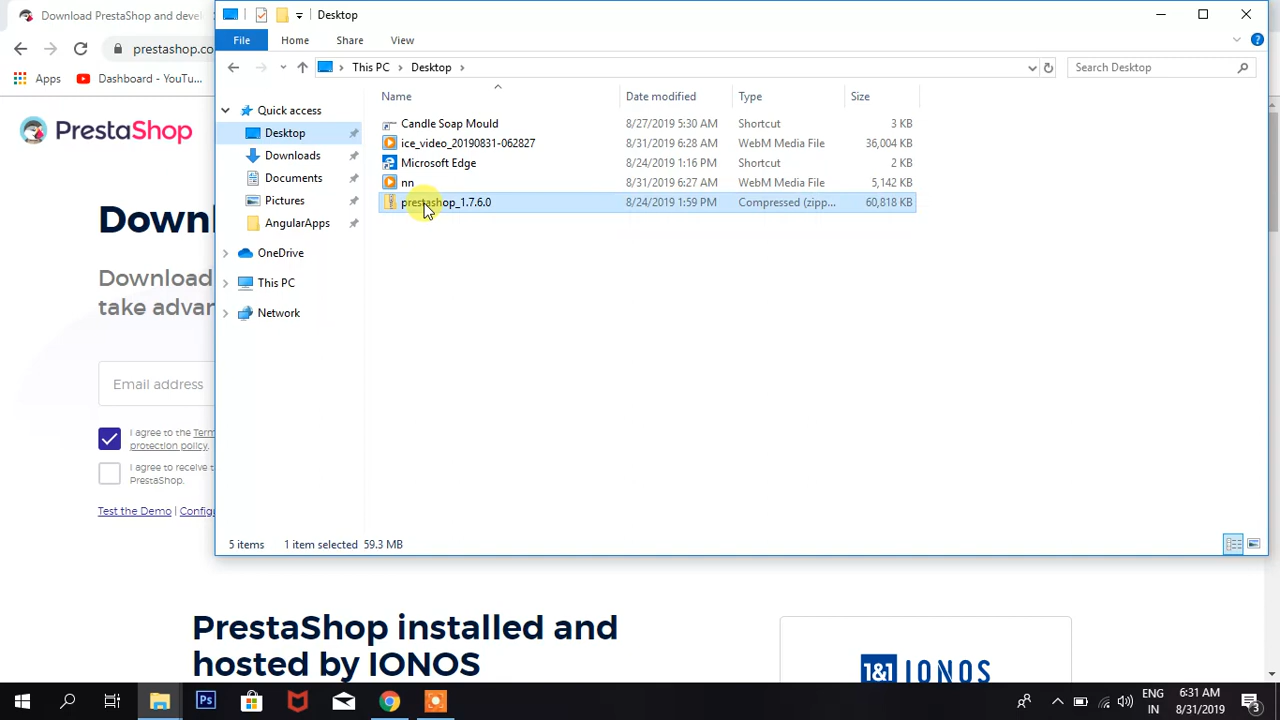 Download PrestaShop and deve
Desktop
File Home Share View
prestashop.co
This PC Desktop
Search Desktop
Apps Dashboard - YouTu...
Name Date modified Type Size
Quick access
Desktop
Downloads
Documents
Pictures
AngularApps
OneDrive
This PC
Network
Candle Soap Mould 8/27/2019 5:30 AM Shortcut 3 KB
ice_video_20190831-062827 8/31/2019 6:28 AM WebM Media File 36,004 KB
Microsoft Edge 8/24/2019 1:16 PM Shortcut 2 KB
nn 8/31/2019 6:27 AM WebM Media File 5,142 KB
prestashop_1.7.6.0 8/24/2019 1:59 PM Compressed (zipp... 60,818 KB
5 items 1 item selected 59.3 MB
PrestaShop
Downl
Download
take advar
Email address
I agree to the Term
protection policy.
I agree to receive t
PrestaShop.
Test the Demo | Config
PrestaShop installed and
hosted by IONOS
1&1 IONOS
Ps
ENG
IN
6:31 AM
8/31/2019
3